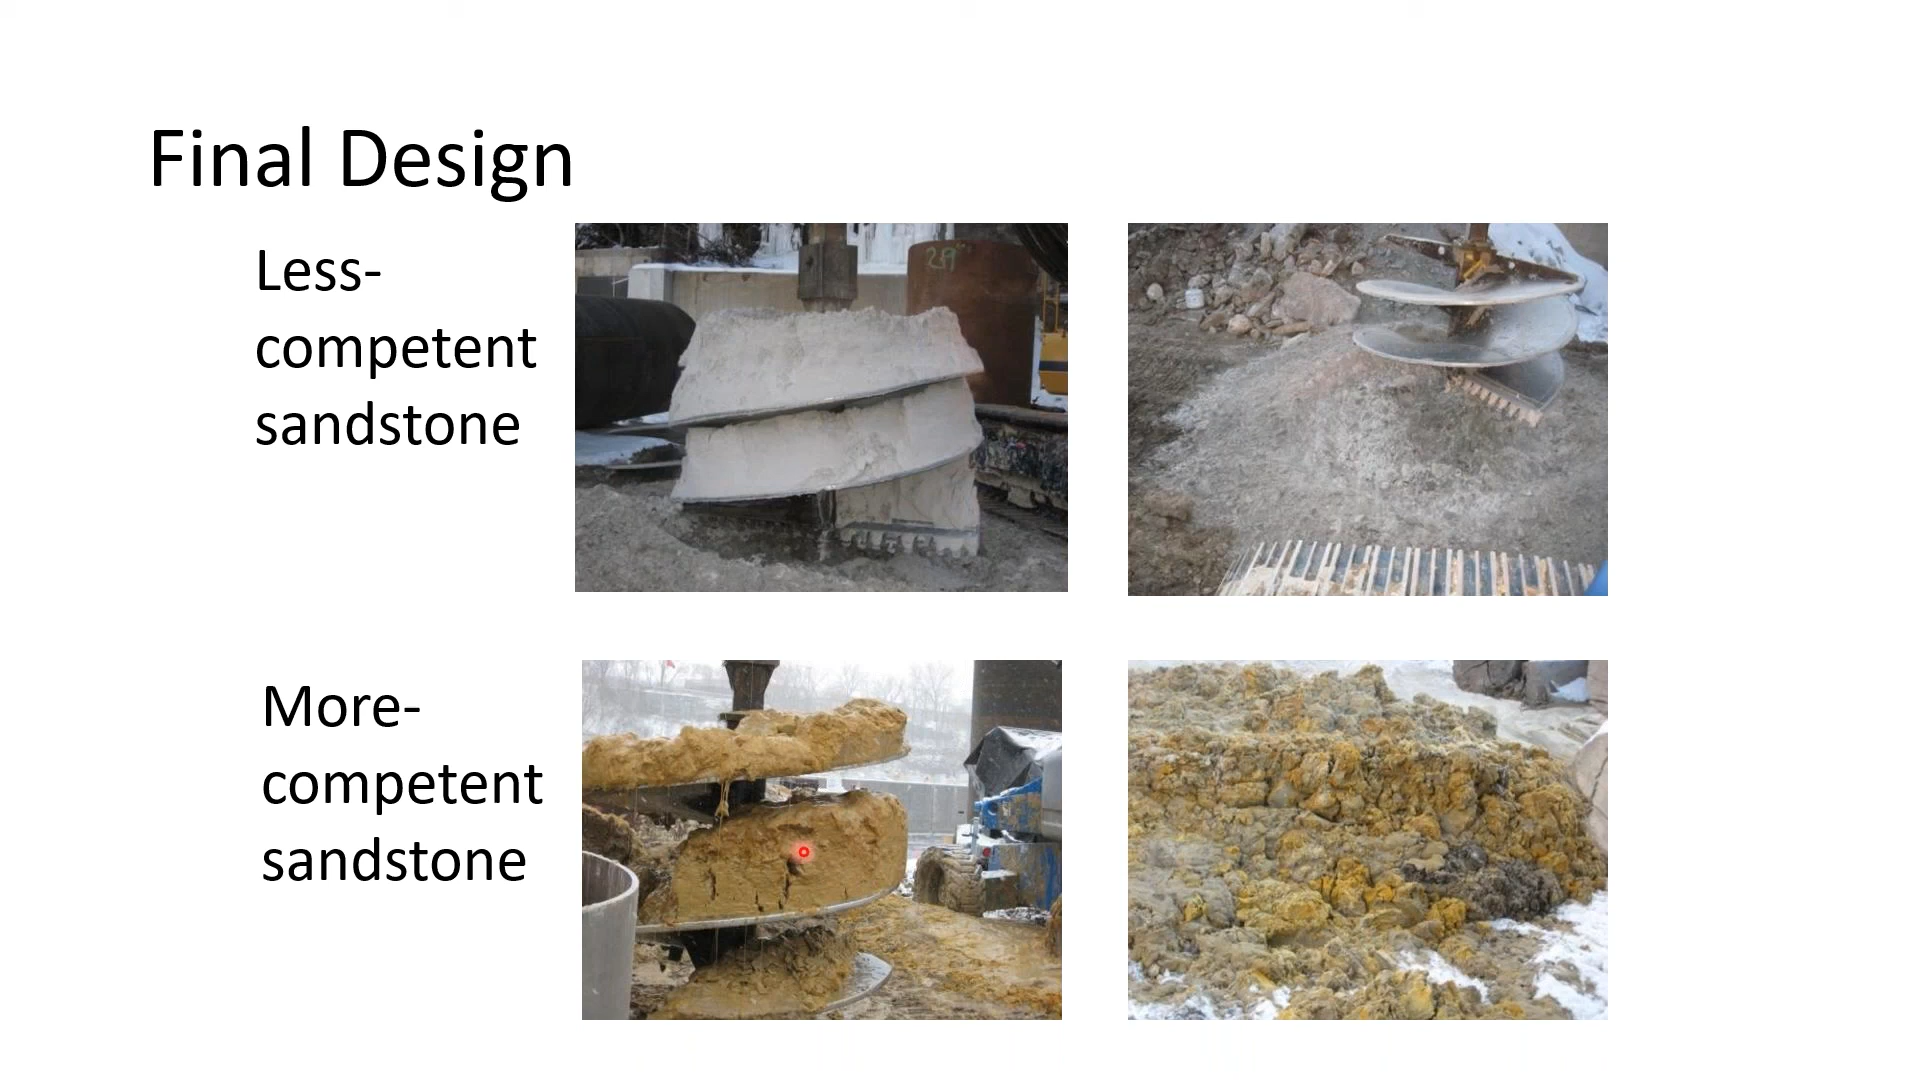 Final Design
Less-
competent
sandstone
More-
competent
sandstone